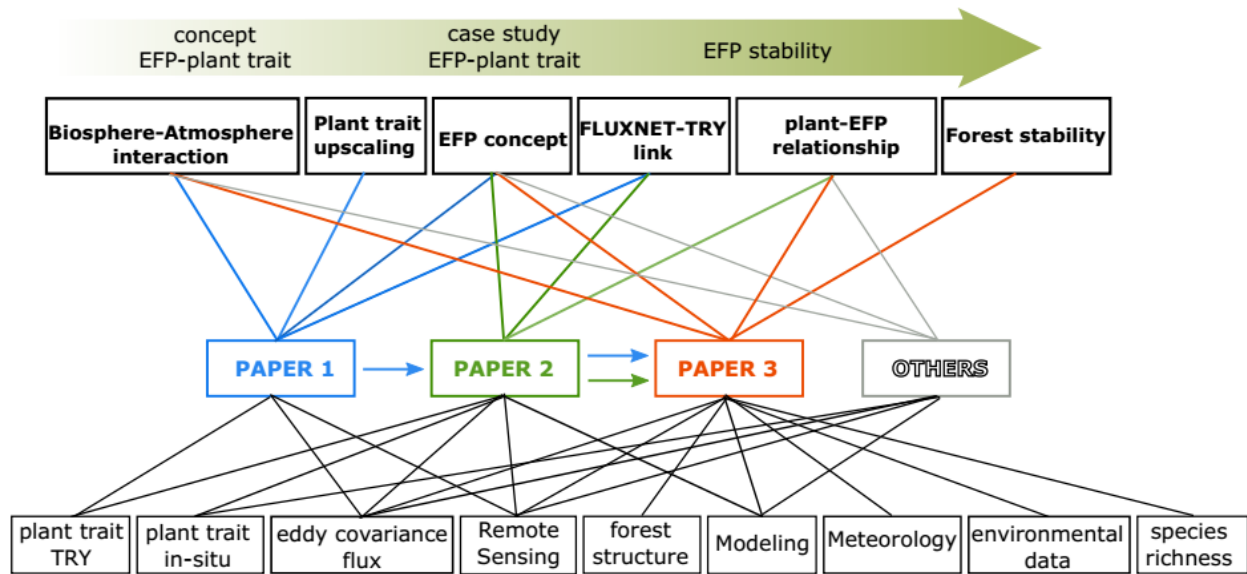 concept
EFP-plant trait
case study
EFP-plant trait
EFP stability
Biosphere-Atmosphere
interaction
Plant trait
upscaling
EFP concept
FLUXNET-TRY
link
plant-EFP
relationship
Forest stability
PAPER 1
PAPER 2
PAPER 3
OTHERS
plant trait
TRY
plant trait
in-situ
eddy covariance
flux
Remote
Sensing
forest
structure
Modeling
Meteorology
environmental
data
species
richness